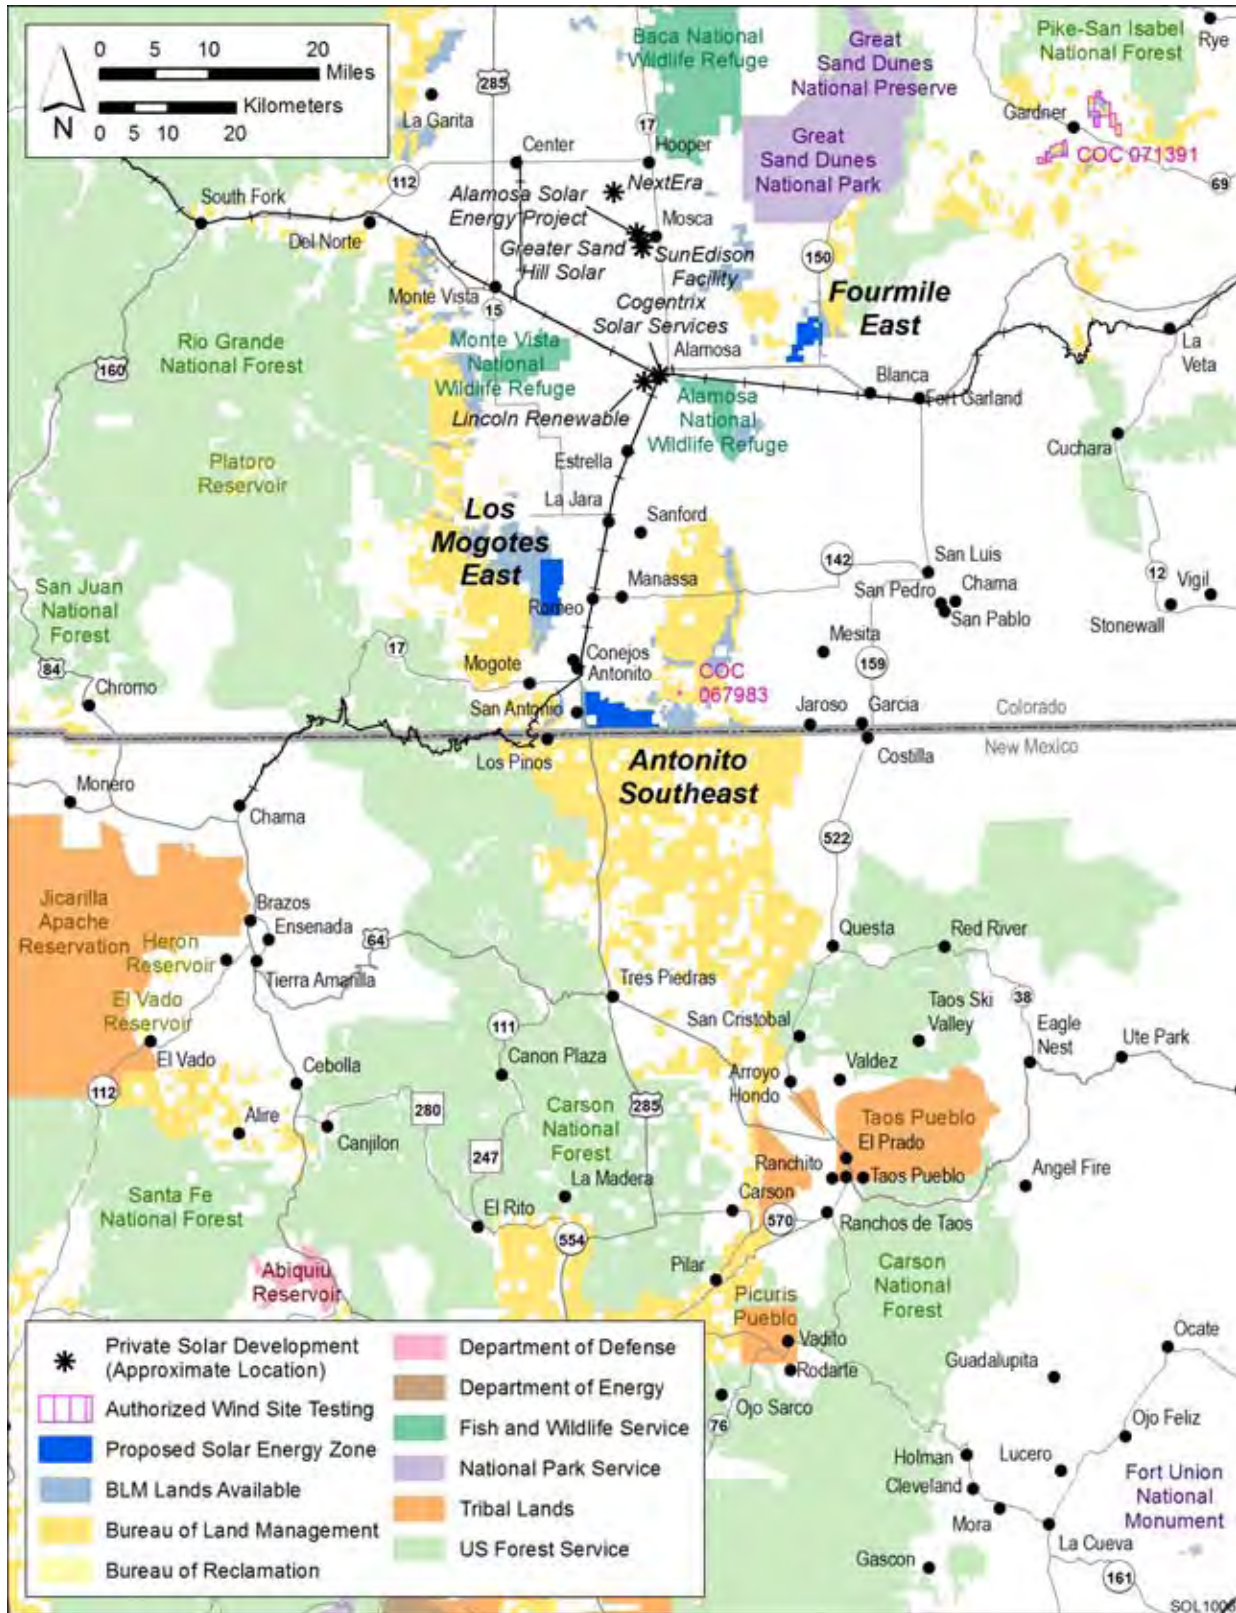 0 10 20
Miles
Kilometers
0 5 10 20
N
285
La Garita
Baca National
Wildlife Refuge
Great
Sand Dunes
National Preserve
Pike-San Isabel
National Forest
Rye
Gardner
COC 071391
69
17
Center
Hooper
112
Great
Sand Dunes
National Park
NextEra
Alamosa Solar
Energy Project
Mosca
South Fork
Del Norte
Greater Sand
Hill Solar
SunEdison
Facility
150
Monte Vista
15
Cogentrix
Solar Services
Fourmile
East
Alamosa
La
Veta
Rio Grande
National Forest
160
Monte Vista
National
Wildlife Refuge
Lincoln Renewable
Alamosa
National
Wildlife Refuge
Blanca
Fort Garland
Cuchara
Platoro
Reservoir
Estrella
La Jara
Los
Mogotes
East
Sanford
142
San Luis
Chama
San Pedro
San Pablo
12
Vigil
Stonewall
San Juan
National
Forest
Manassa
Romeo
Mesita
17
84
Chromo
Mogote
Conejos
Antonito
COC
067983
159
San Antonio
Jaroso
Garcia
Colorado
New Mexico
Los Pinos
Costilla
Antonito
Southeast
Monero
Chama
522
Jicarilla
Apache
Reservation
Brazos
Ensenada
Heron
Reservoir
64
Tierra Amarilla
Questa
Red River
El Vado
Reservoir
Tres Piedras
38
El Vado
111
San Cristobal
Taos Ski
Valley
Eagle
Nest
Ute Park
Canon Plaza
Cebolla
112
Arroyo
Hondo
Valdez
280
285
Alire
Canjilon
Carson
National
Forest
Taos Pueblo
El Prado
247
Ranchito
Taos Pueblo
Angel Fire
La Madera
Santa Fe
National Forest
El Rito
Carson
570
Ranchos de Taos
554
Pilar
Carson
National
Forest
Abiquiu
Reservoir
Picuris
Pueblo
Vadito
Rodarte
Ocate
Guadalupita
Ojo Sarco
76
Ojo Feliz
Holman
Lucero
Cleveland
Fort Union
National
Monument
Mora
La Cueva
Gascon
161
Private Solar Development
(Approximate Location)
Authorized Wind Site Testing
Proposed Solar Energy Zone
BLM Lands Available
Bureau of Land Management
Bureau of Reclamation
Department of Defense
Department of Energy
Fish and Wildlife Service
National Park Service
Tribal Lands
US Forest Service